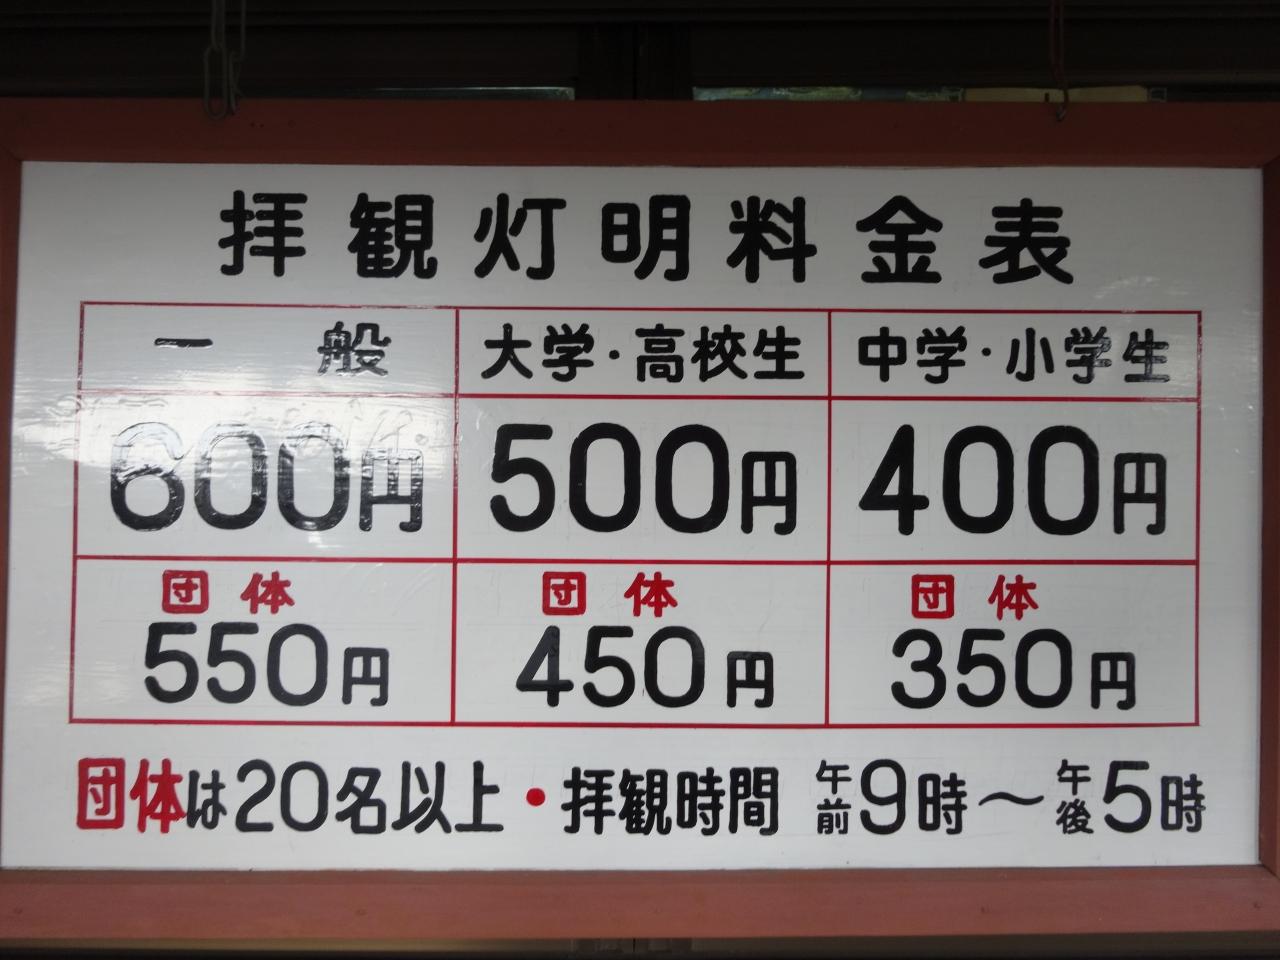 拝観灯明料金表
一般 大学・高校生 中学・小学生
600円 500円 400円
団体 団体 団体
550円 450円 350円
団体は20名以上・拝観時間 午前9時〜午後5時